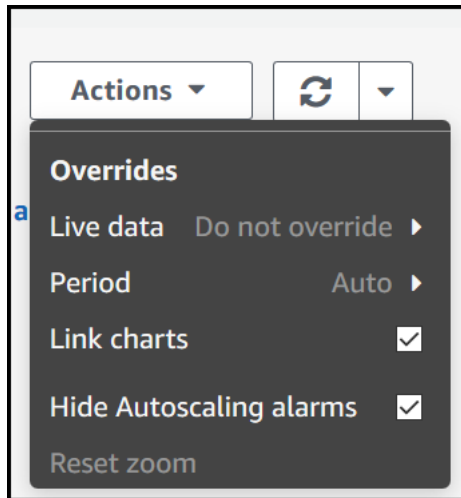 Actions
Overrides
a
Live data Do not override
Period Auto
Link charts
Hide Autoscaling alarms
Reset zoom